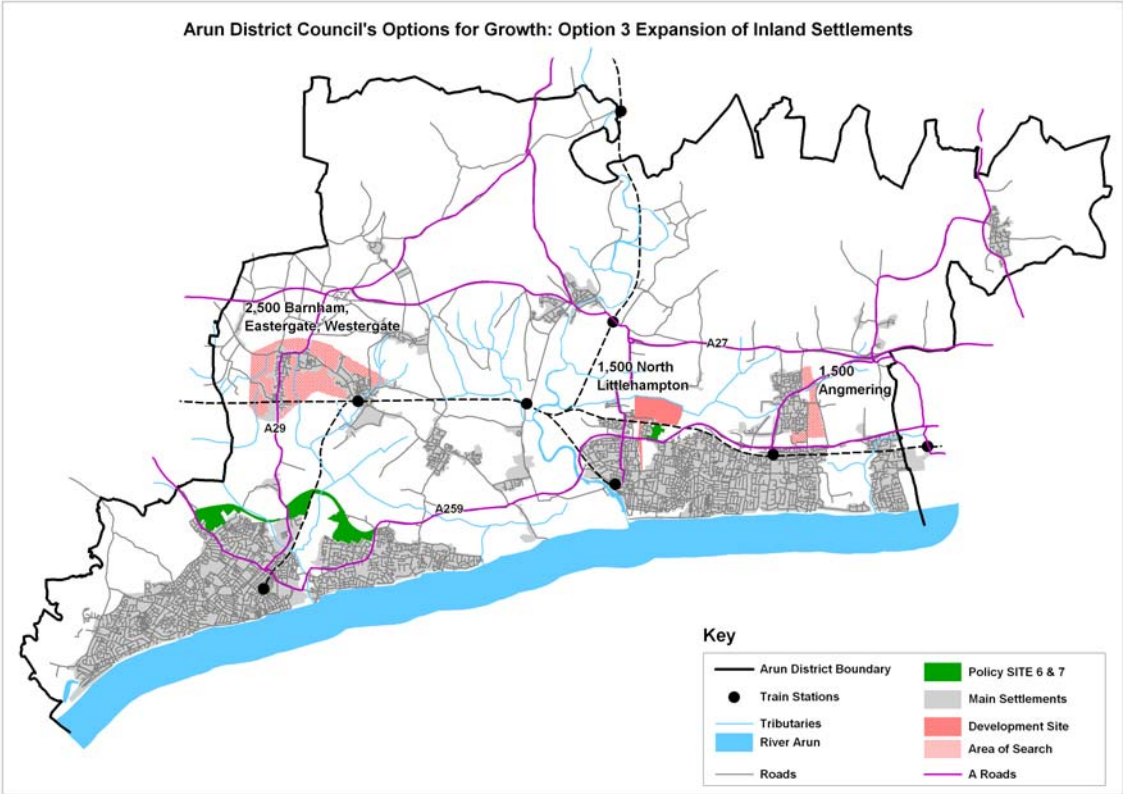 Arun District Council's Options for Growth: Option 3 Expansion of Inland Settlements
2,500 Barnham,
Eastergate, Westergate
A27
1,500 North
Littlehampton
1,500
Angmering
A29
A259
Key
Arun District Boundary
Train Stations
Tributaries
River Arun
Roads
Policy SITE 6 & 7
Main Settlements
Development Site
Area of Search
A Roads